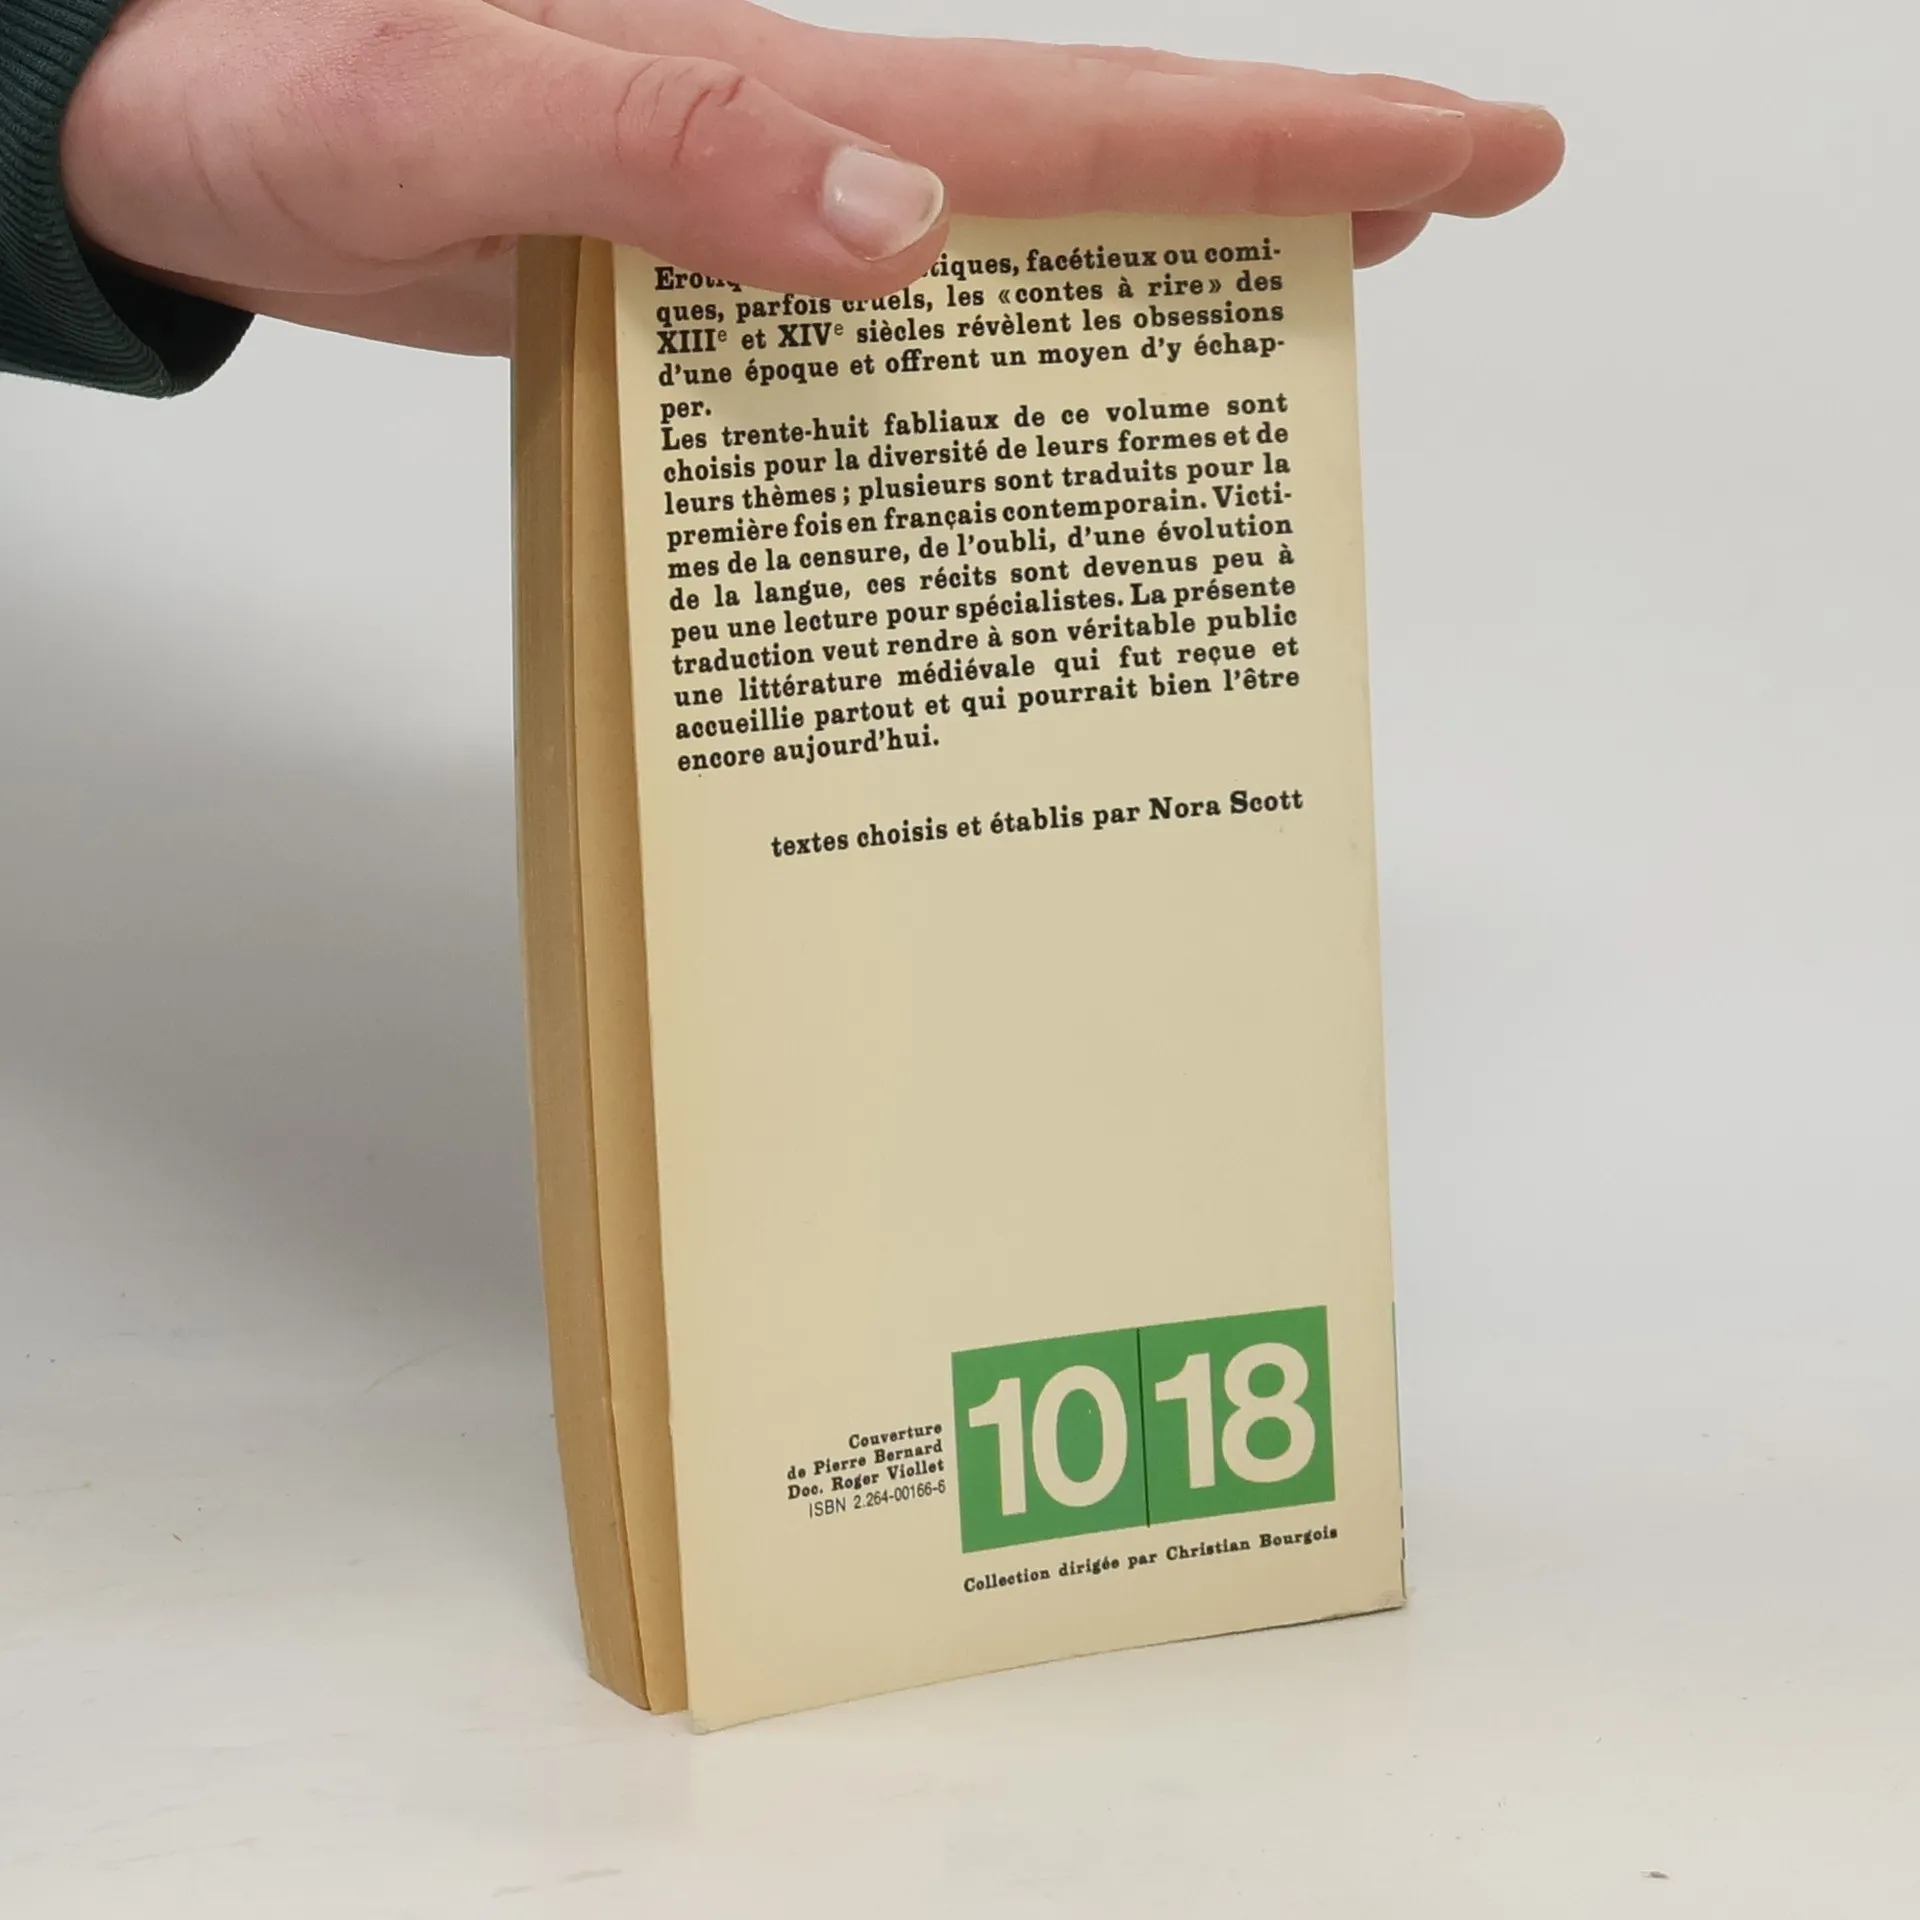 tiques, facétieux ou comi-
ques, parfois cruels, les «contes à rire» des
XIIIe et XIVe siècles révèlent les obsessions
d'une époque et offrent un moyen d'y échap-
per.
Les trente-huit fabliaux de ce volume sont
choisis pour la diversité de leurs formes et de
leurs thèmes ; plusieurs sont traduits pour la
première fois en français contemporain. Victi-
mes de la censure, de l'oubli, d'une évolution
de la langue, ces récits sont devenus peu à
peu une lecture pour spécialistes. La présente
traduction veut rendre à son véritable public
une littérature médiévale qui fut reçue et
accueillie partout et qui pourrait bien l'être
encore aujourd'hui.
textes choisis et établis par Nora Scott
Couverture
de Pierre Bernard
Doc. Roger Viollet
ISBN 2.264-00166-6
10 18
Collection dirigée par Christian Bourgois